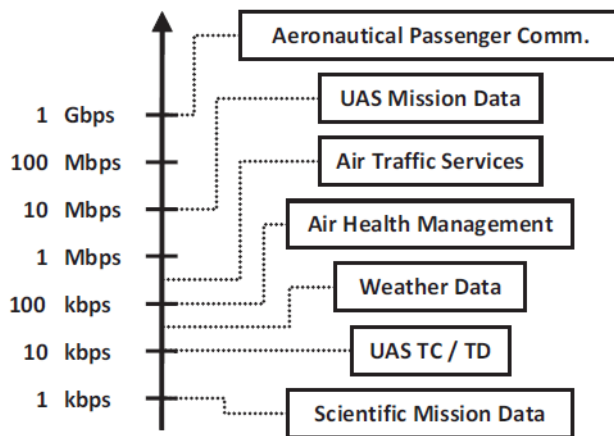 Aeronautical Passenger Comm.
UAS Mission Data
1 Gbps
100 Mbps
Air Traffic Services
10 Mbps
Air Health Management
1 Mbps
Weather Data
100 kbps
UAS TC / TD
10 kbps
1 kbps
Scientific Mission Data